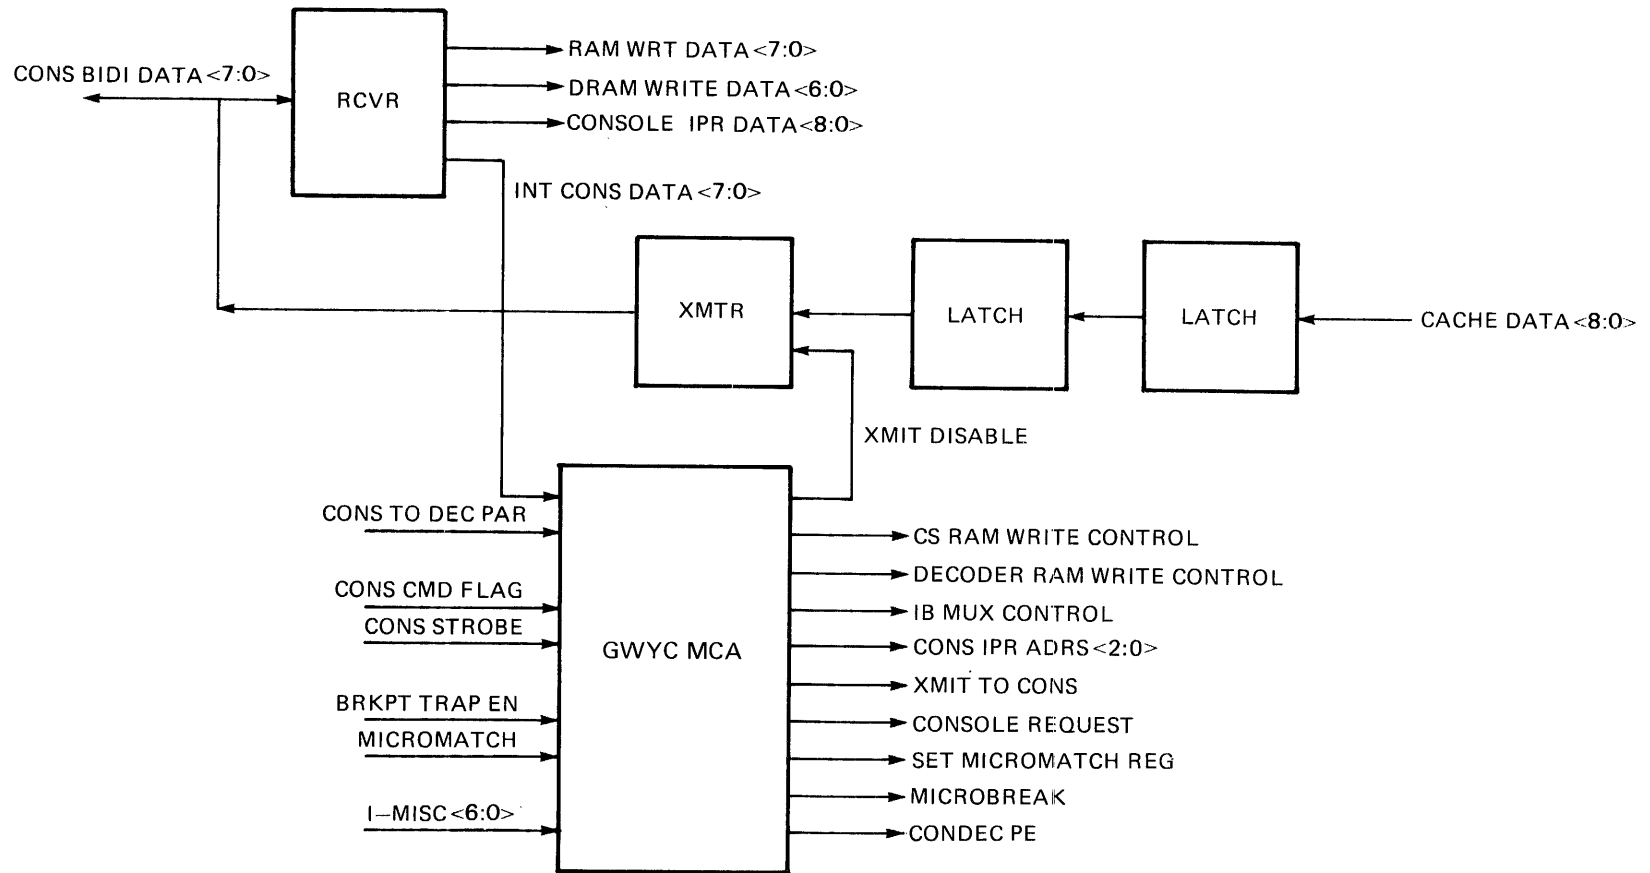 RAM WRT DATA<7:0>
CONS BIDI DATA<7:0>
DRAM WRITE DATA<6:0>
RCVR
CONSOLE IPR DATA<8:0>
INT CONS DATA<7:0>
XMTR
LATCH
LATCH
CACHE DATA<8:0>
XMIT DISABLE
CONS TO DEC PAR
CONS CMD FLAG
CONS STROBE
BRKPT TRAP EN
MICROMATCH
I-MISC<6:0>
GWYC MCA
CS RAM WRITE CONTROL
DECODER RAM WRITE CONTROL
IB MUX CONTROL
CONS IPR ADRS<2:0>
XMIT TO CONS
CONSOLE REQUEST
SET MICROMATCH REG
MICROBREAK
CONDEC PE